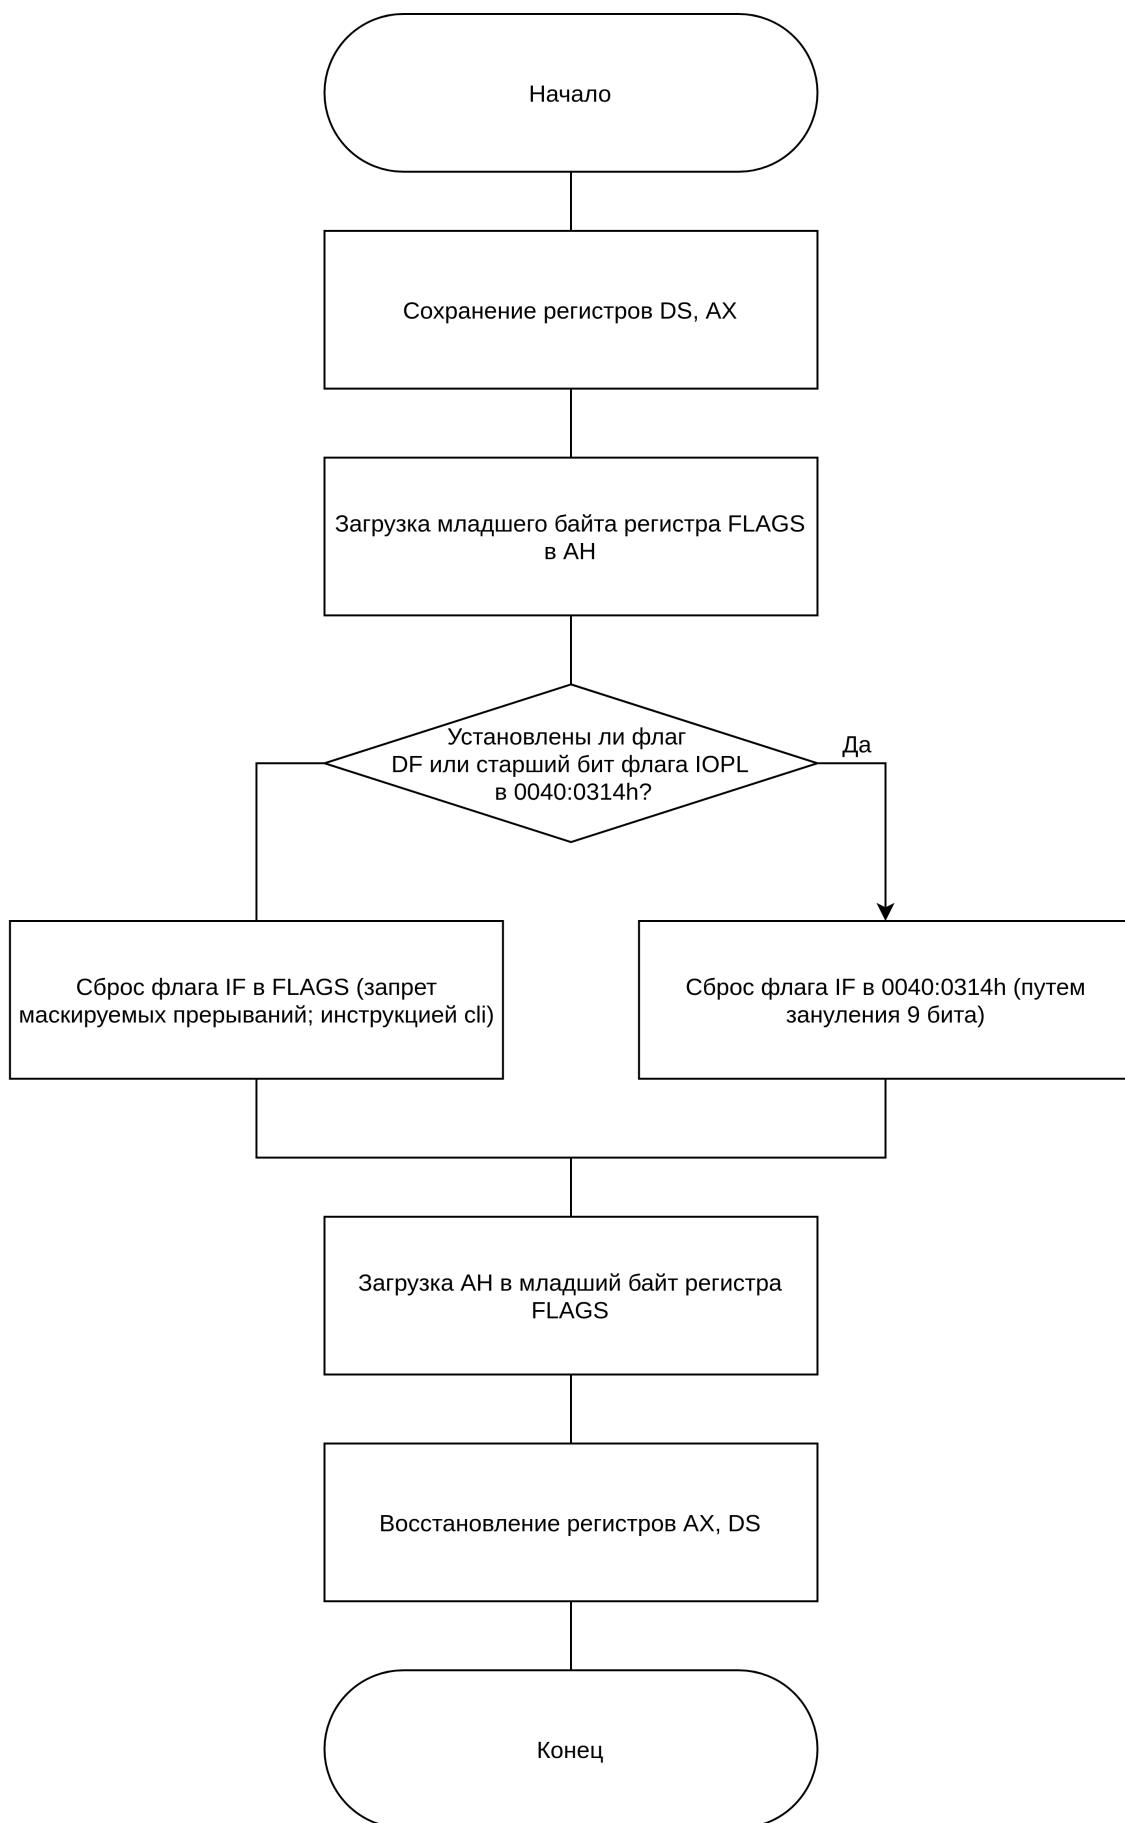 Начало
Сохранение регистров DS, AX
Загрузка младшего байта регистра FLAGS
в AH
Установлены ли флаг
DF или старший бит флага IOPL
в 0040:0314h?
Да
Сброс флага IF в FLAGS (запрет
маскируемых прерываний; инструкцией cli)
Сброс флага IF в 0040:0314h (путем
зануления 9 бита)
Загрузка AH в младший байт регистра
FLAGS
Восстановление регистров AX, DS
Конец